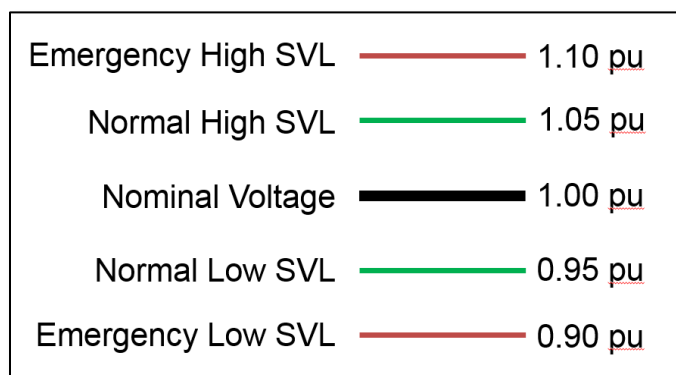 Emergency High SVL 1.10 pu
Normal High SVL 1.05 pu
Nominal Voltage 1.00 pu
Normal Low SVL 0.95 pu
Emergency Low SVL 0.90 pu